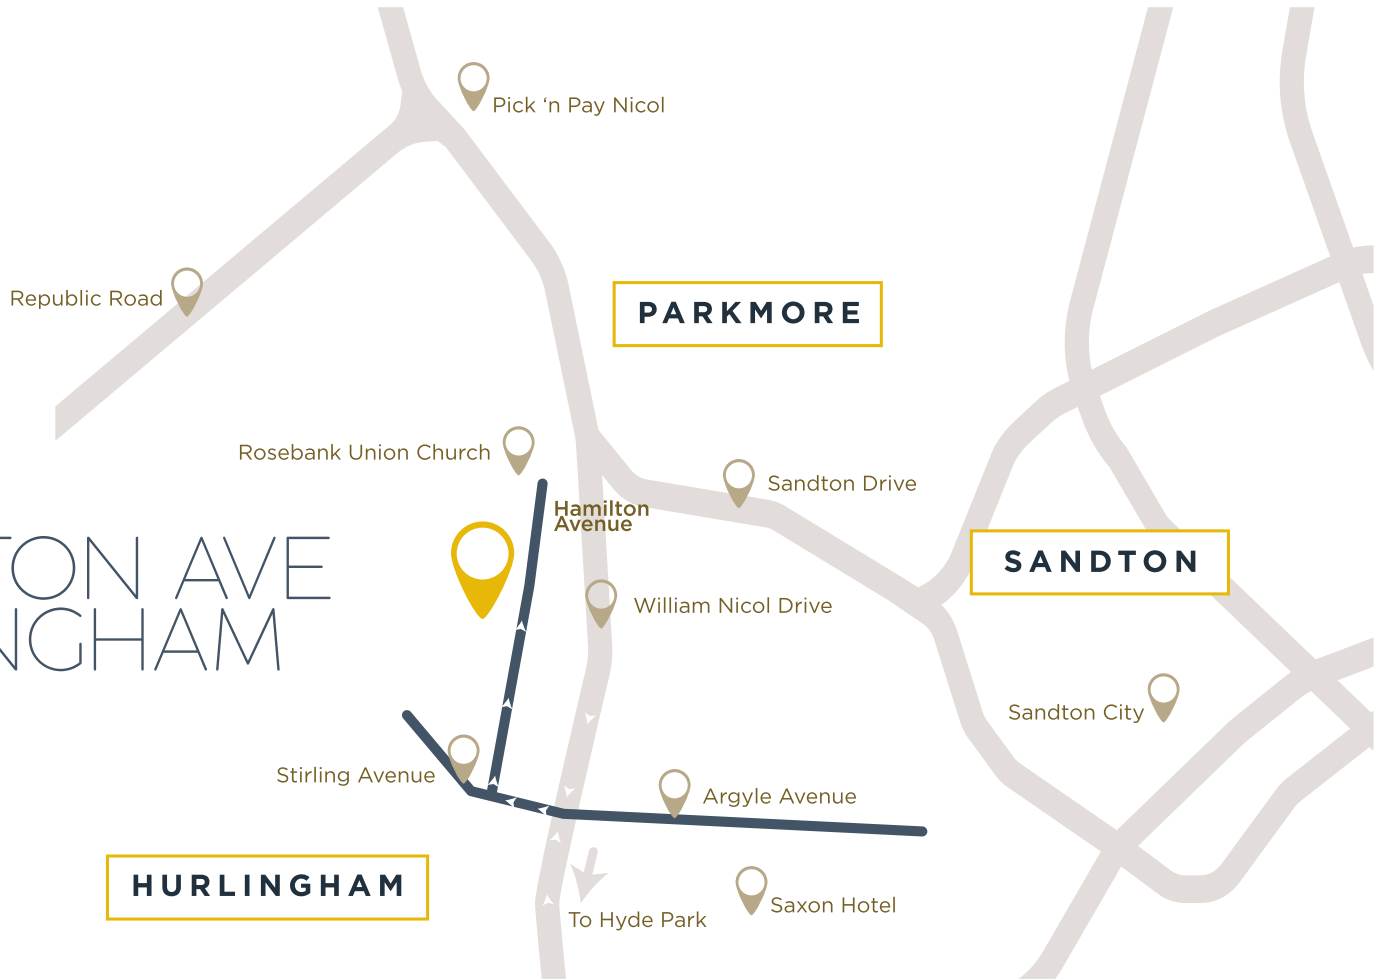 Pick ‘n Pay Nicol
Republic Road
PARKMORE
Rosebank Union Church
Sandton Drive
Hamilton
Avenue
TON AVE
NGHAM
SANDTON
William Nicol Drive
Sandton City
Stirling Avenue
Argyle Avenue
HURLINGHAM
Saxon Hotel
To Hyde Park